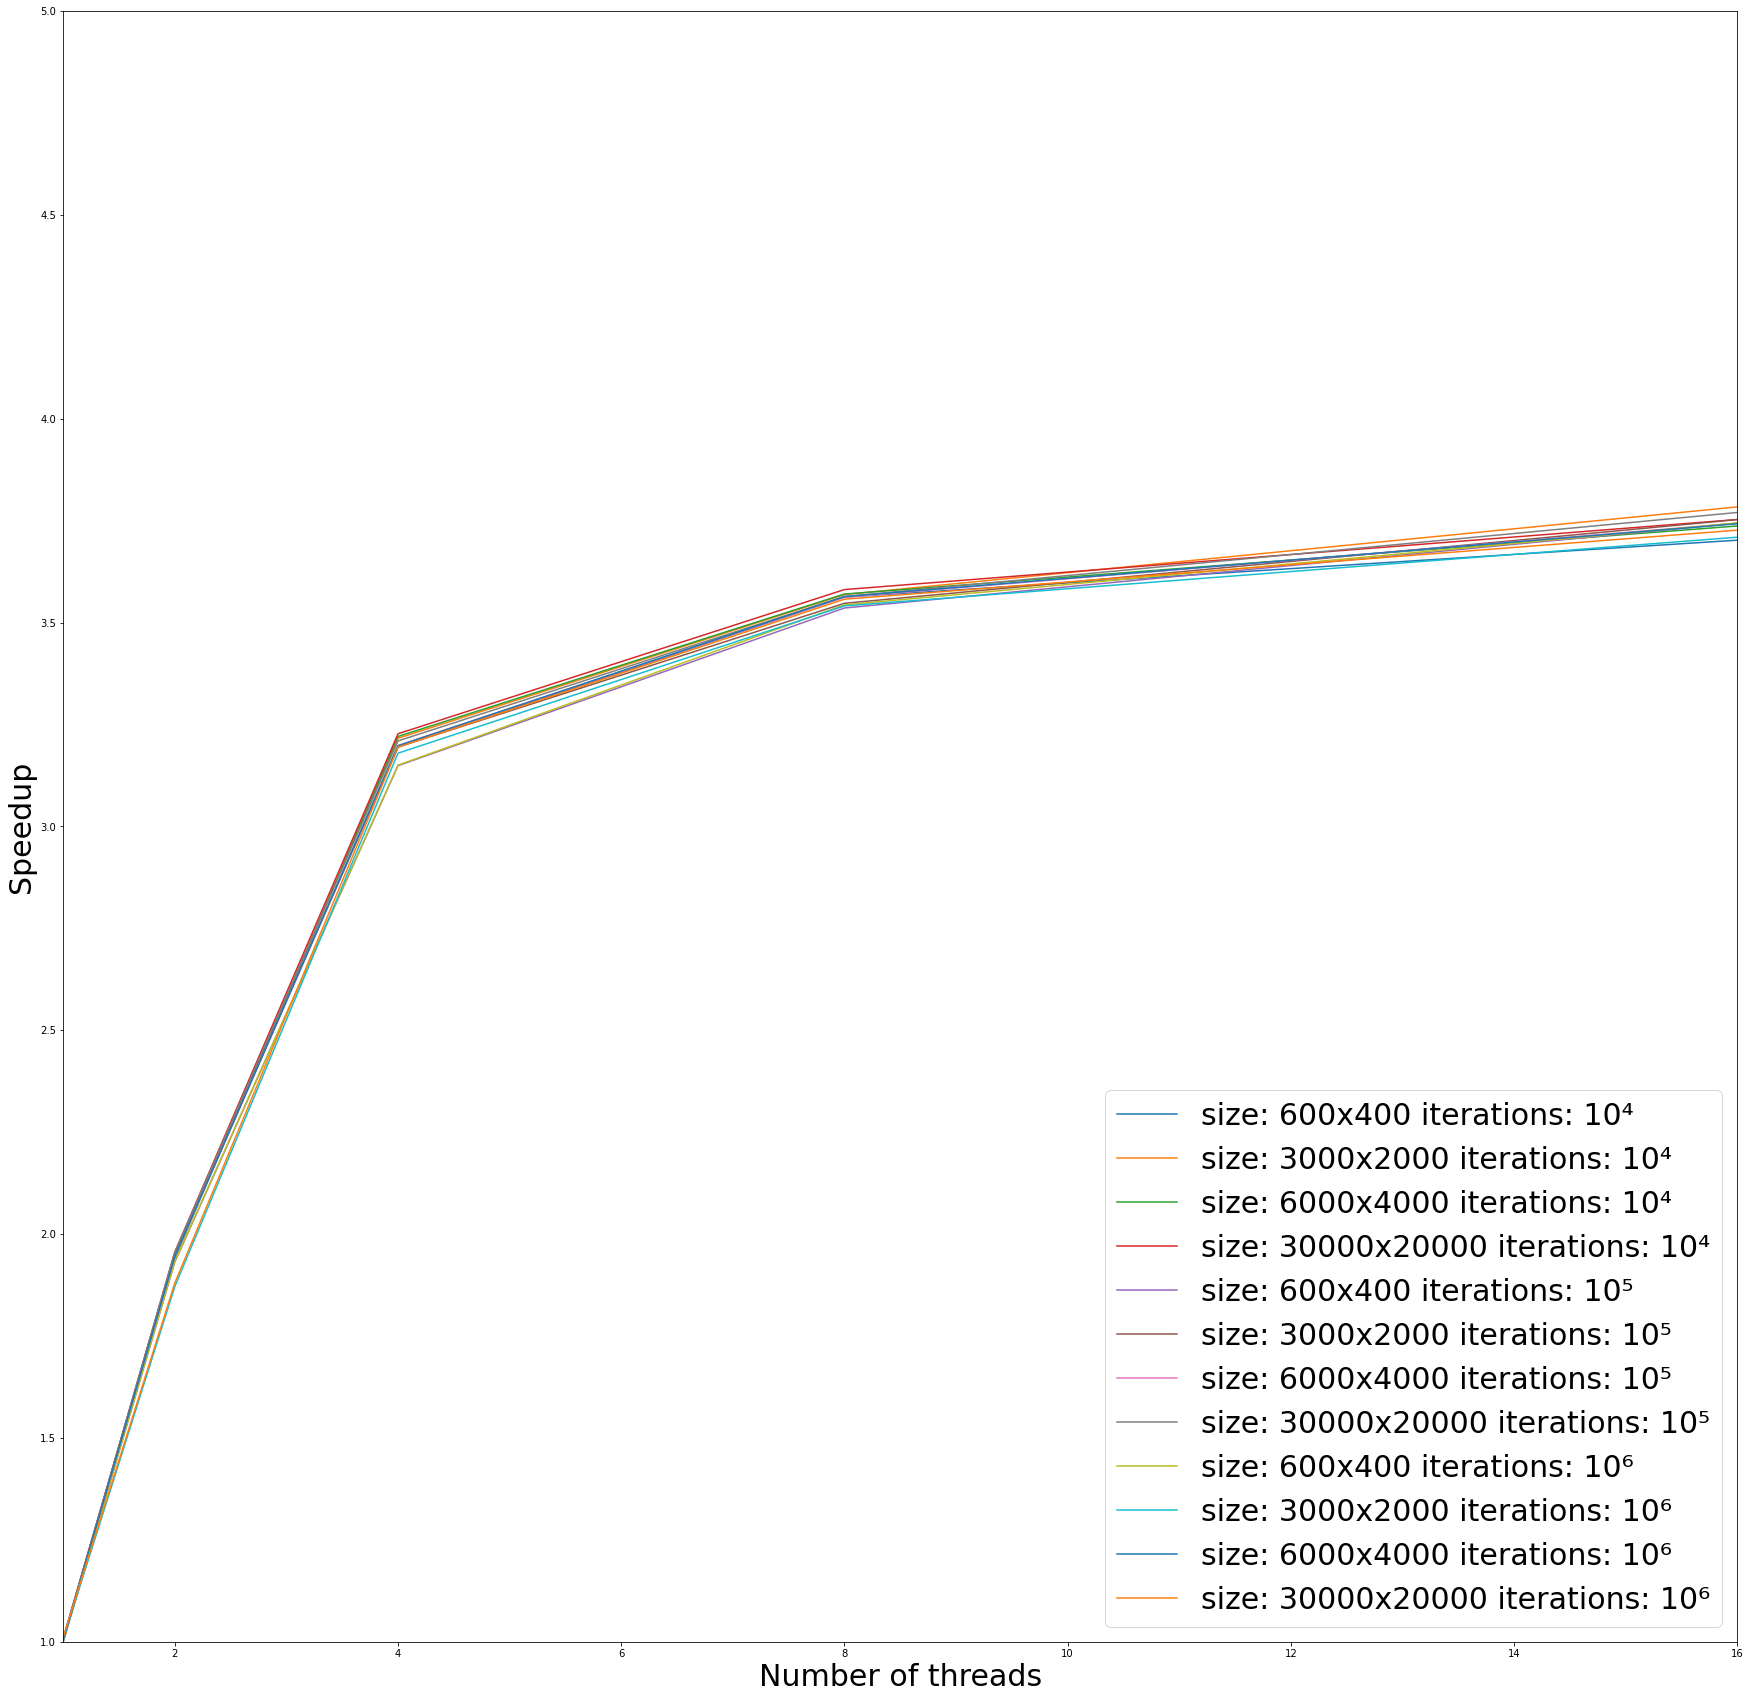 5.0
4.5
4.0
3.5
3.0
2.5
2.0
1.5
1.0
Speedup
size: 600x400 iterations: 10⁴
size: 3000x2000 iterations: 10⁴
size: 6000x4000 iterations: 10⁴
size: 30000x20000 iterations: 10⁴
size: 600x400 iterations: 10⁵
size: 3000x2000 iterations: 10⁵
size: 6000x4000 iterations: 10⁵
size: 30000x20000 iterations: 10⁵
size: 600x400 iterations: 10⁶
size: 3000x2000 iterations: 10⁶
size: 6000x4000 iterations: 10⁶
size: 30000x20000 iterations: 10⁶
2 4 6 8 10 12 14 16
Number of threads